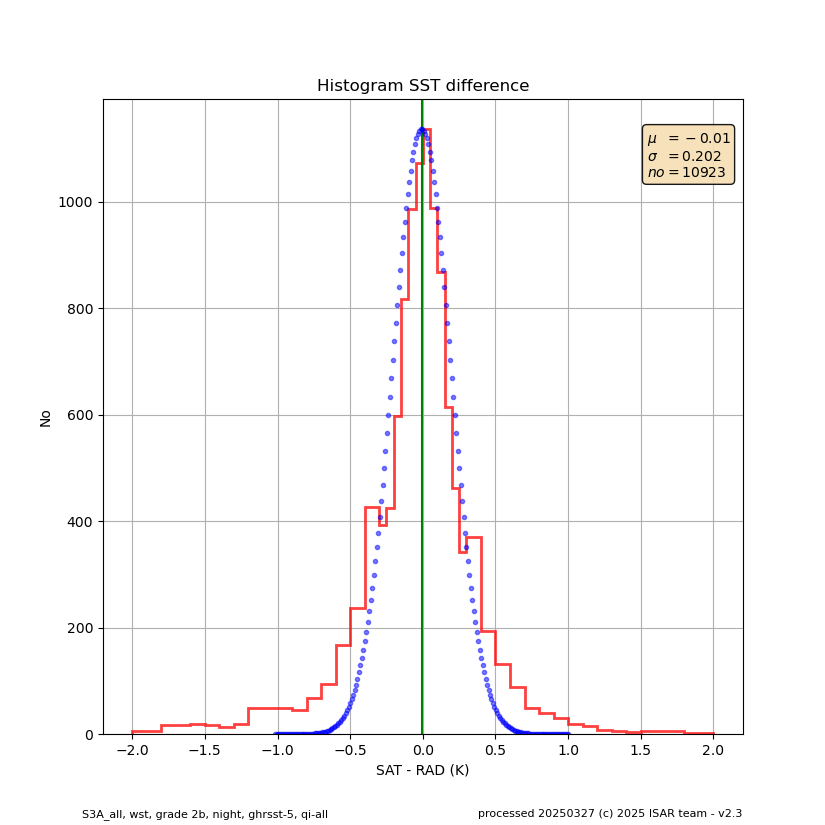 Histogram SST difference
μ = −0.01
σ = 0.202
no = 10923
No
1000
800
600
400
200
0
−2.0 −1.5 −1.0 −0.5 0.0 0.5 1.0 1.5 2.0
SAT - RAD (K)
S3A_all, wst, grade 2b, night, ghrsst-5, qi-all
processed 20250327 (c) 2025 ISAR team - v2.3